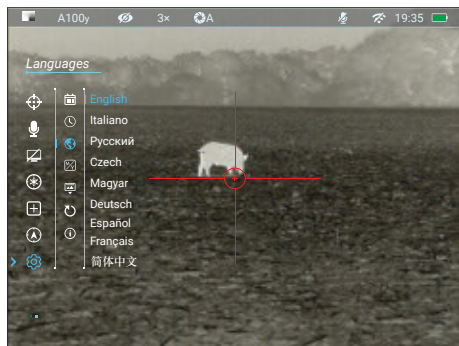 A100y 3× A 19:35
Languages
English
Italiano
Русский
Czech
Magyar
Deutsch
Español
Français
简体中文